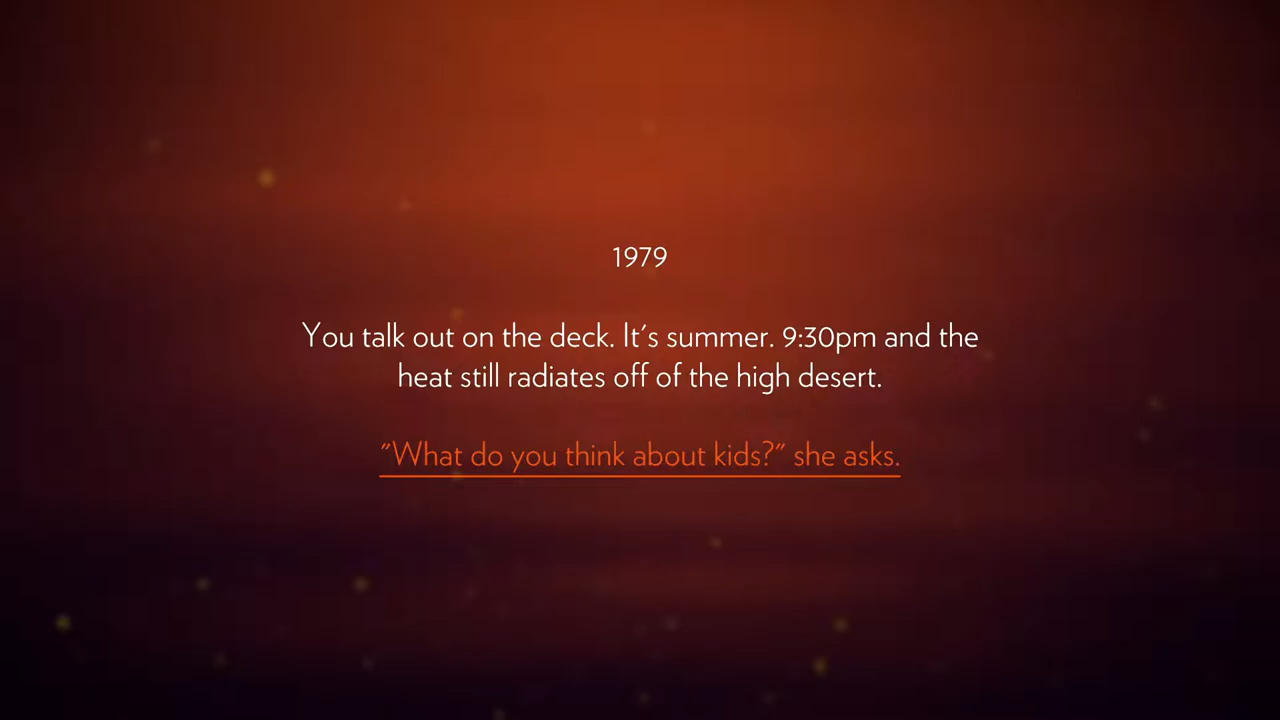 1979
You talk out on the deck. It's summer. 9:30pm and the
heat still radiates off of the high desert.
"What do you think about kids?" she asks.